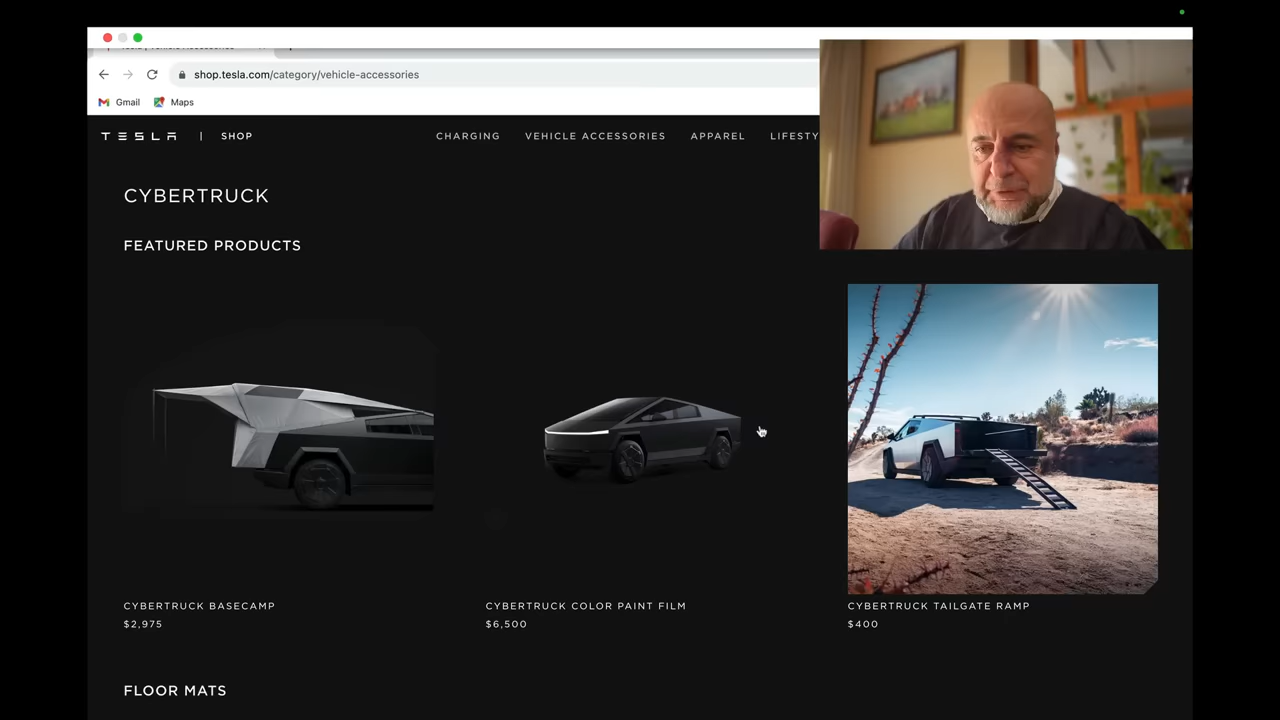 shop.tesla.com/category/vehicle-accessories
Gmail
Maps
TESLA | SHOP
CHARGING
VEHICLE ACCESSORIES
APPAREL
LIFESTY
CYBERTRUCK
FEATURED PRODUCTS
CYBERTRUCK BASECAMP
$2,975
CYBERTRUCK COLOR PAINT FILM
$6,500
CYBERTRUCK TAILGATE RAMP
$400
FLOOR MATS